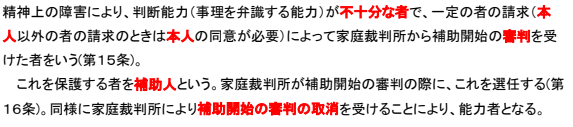 精神上の障害により、判断能力（事理を弁識する能力）が不十分な者で、一定の者の請求（本
人以外の者の請求のときは本人の同意が必要）によって家庭裁判所から補助開始の審判を受
けた者をいう(第１５条)。
　これを保護する者を補助人という。家庭裁判所が補助開始の審判の際に、これを選任する(第
１６条)。同様に家庭裁判所により補助開始の審判の取消を受けることにより、能力者となる。